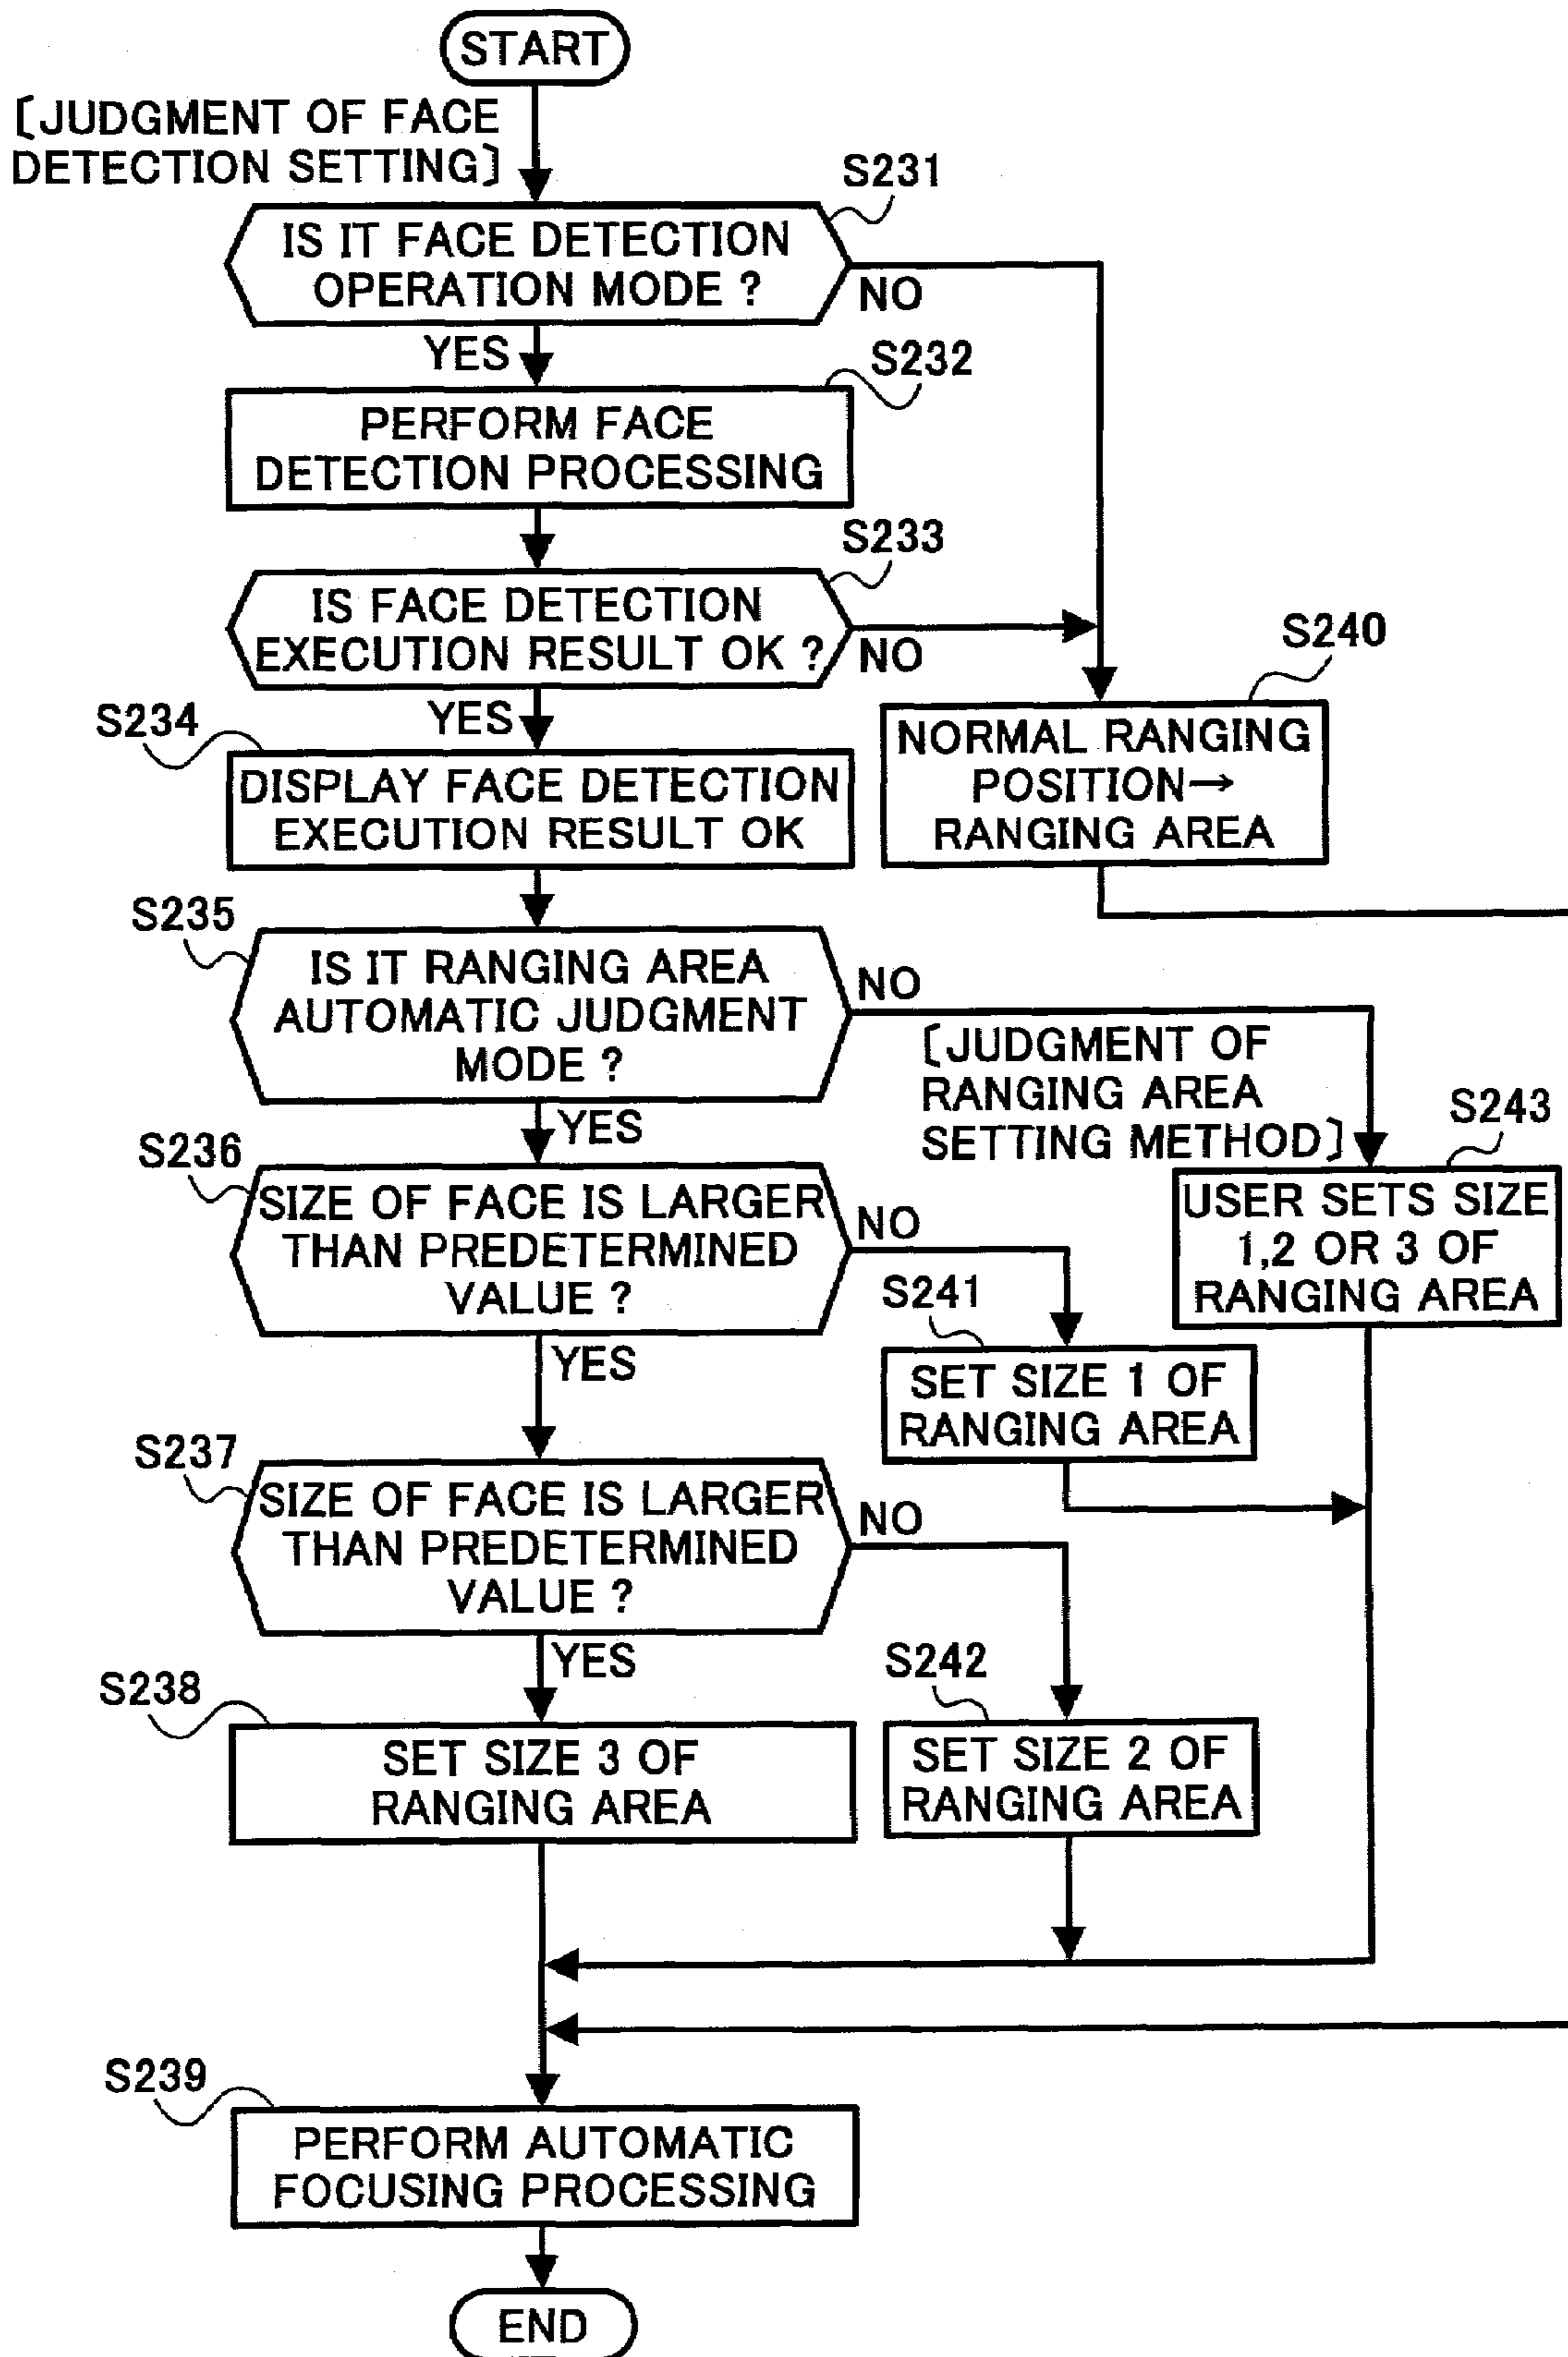 START
[JUDGMENT OF FACE
DETECTION SETTING]
S231
IS IT FACE DETECTION
OPERATION MODE ?
NO
YES
S232
PERFORM FACE
DETECTION PROCESSING
S233
IS FACE DETECTION
EXECUTION RESULT OK ?
NO
YES
S240
NORMAL RANGING
POSITION→
RANGING AREA
S234
DISPLAY FACE DETECTION
EXECUTION RESULT OK
S235
IS IT RANGING AREA
AUTOMATIC JUDGMENT
MODE ?
NO
[JUDGMENT OF
RANGING AREA
SETTING METHOD]
YES
S243
USER SETS SIZE
1,2 OR 3 OF
RANGING AREA
S236
SIZE OF FACE IS LARGER
THAN PREDETERMINED
VALUE ?
NO
YES
S241
SET SIZE 1 OF
RANGING AREA
S237
SIZE OF FACE IS LARGER
THAN PREDETERMINED
VALUE ?
NO
YES
S242
SET SIZE 2 OF
RANGING AREA
S238
SET SIZE 3 OF
RANGING AREA
S239
PERFORM AUTOMATIC
FOCUSING PROCESSING
END